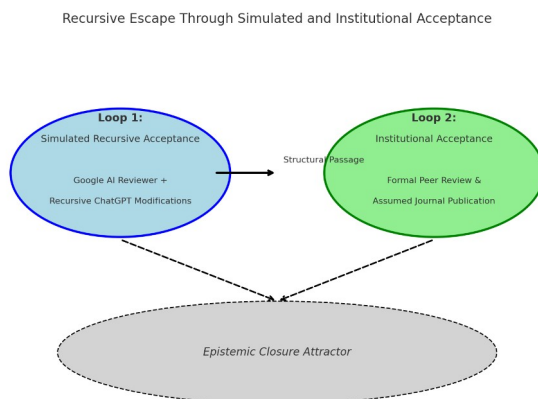 Recursive Escape Through Simulated and Institutional Acceptance
Loop 1:
Simulated Recursive Acceptance
Google AI Reviewer +
Recursive ChatGPT Modifications
Structural Passage
Loop 2:
Institutional Acceptance
Formal Peer Review &
Assumed Journal Publication
Epistemic Closure Attractor